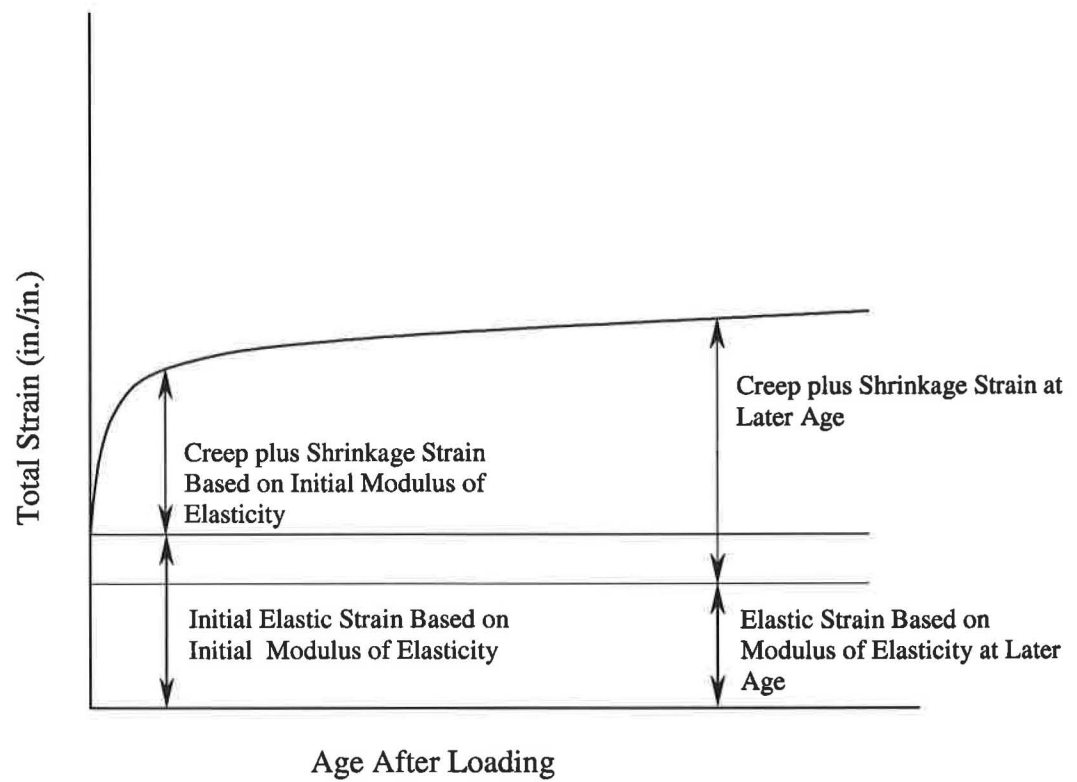 Total Strain (in./in.)
Creep plus Shrinkage Strain
Based on Initial Modulus of
Elasticity
Creep plus Shrinkage Strain at
Later Age
Initial Elastic Strain Based on
Initial Modulus of Elasticity
Elastic Strain Based on
Modulus of Elasticity at Later
Age
Age After Loading